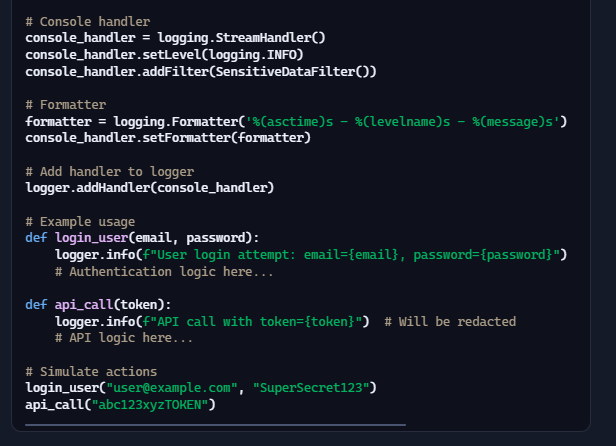 # Console handler
console_handler = logging.StreamHandler()
console_handler.setLevel(logging.INFO)
console_handler.addFilter(SensitiveDataFilter())

# Formatter
formatter = logging.Formatter('%(asctime)s - %(levelname)s - %(message)s')
console_handler.setFormatter(formatter)

# Add handler to logger
logger.addHandler(console_handler)

# Example usage
def login_user(email, password):
    logger.info(f"User login attempt: email={email}, password={password}")
    # Authentication logic here...

def api_call(token):
    logger.info(f"API call with token={token}")  # Will be redacted
    # API logic here...

# Simulate actions
login_user("user@example.com", "SuperSecret123")
api_call("abc123xyzTOKEN")